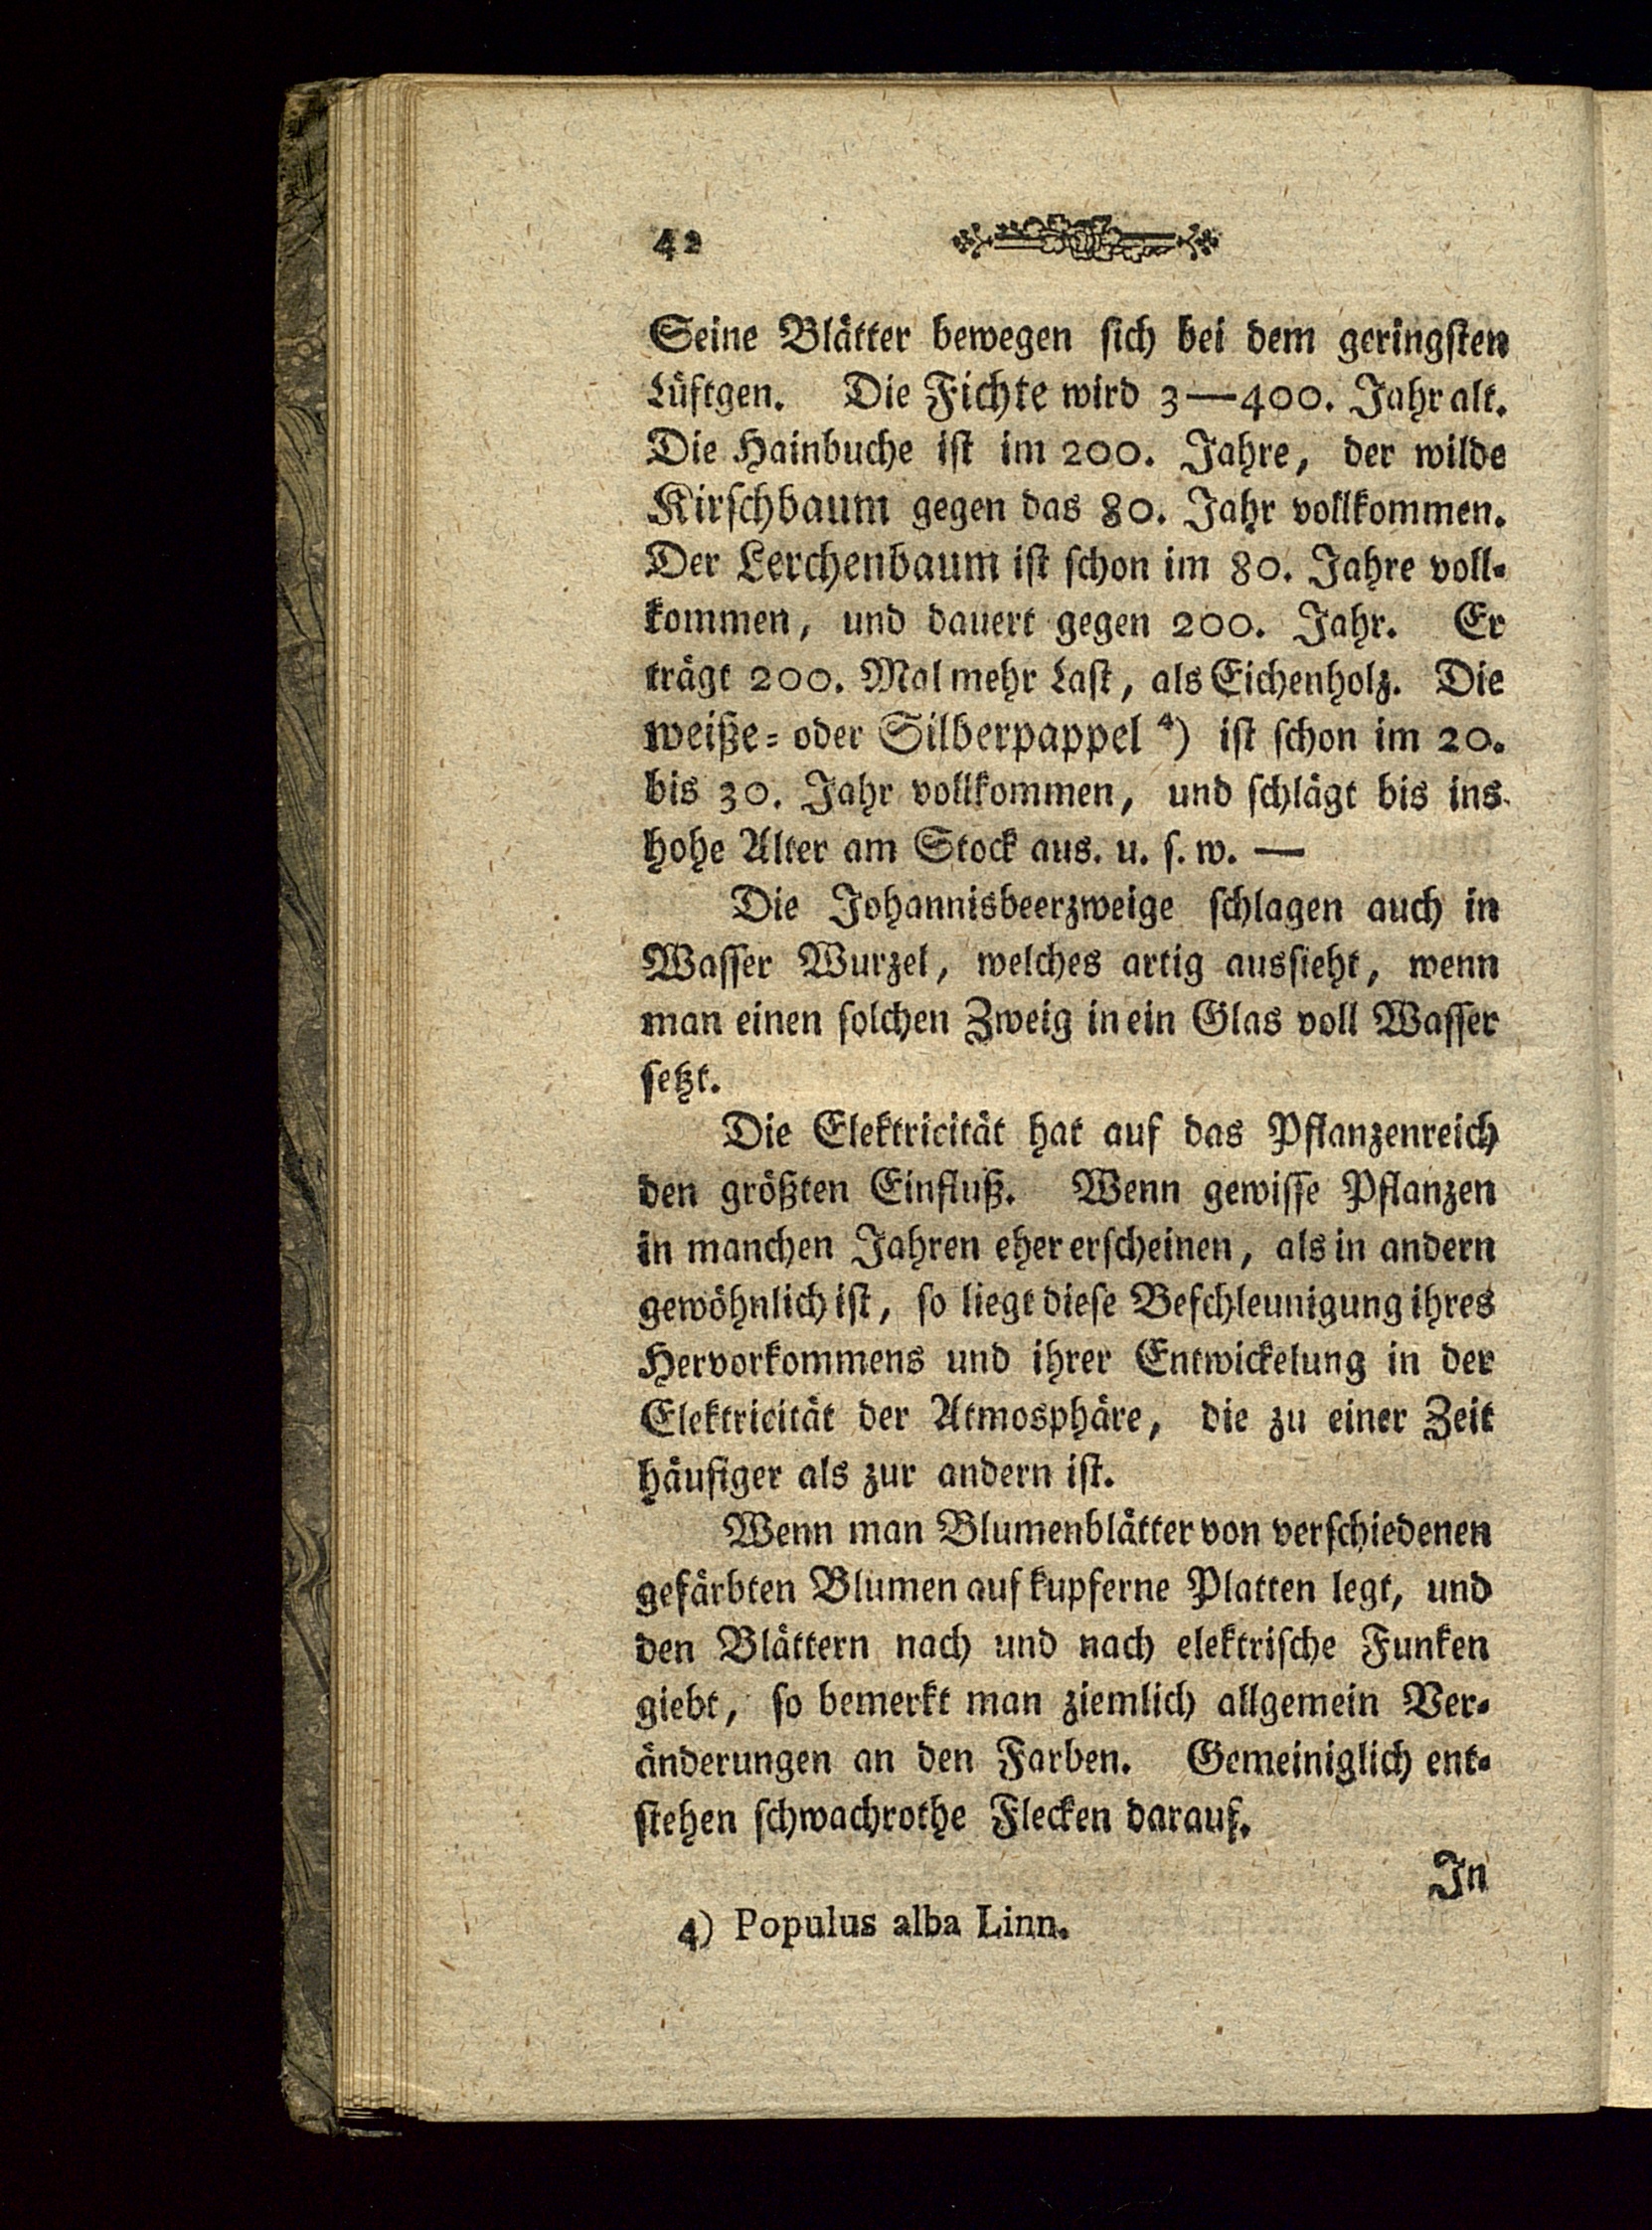 42
Seine Blätter bewegen sich bei dem geringsten
Lüftgen. Die Fichte wird 3—400. Jahr alt.
Die Hainbuche ist im 200. Jahre, der wilde
Kirschbaum gegen das 80. Jahr vollkommen.
Der Lerchenbaum ist schon im 80. Jahre voll-
kommen, und dauert gegen 200. Jahr. Er
trägt 200. Mal mehr Last, als Eichenholz. Die
weiße- oder Silberpappel ⁴) ist schon im 20.
bis 30. Jahr vollkommen, und schlägt bis ins
hohe Alter am Stock aus. u. s. w. —
Die Johannisbeerzweige schlagen auch in
Wasser Wurzel, welches artig aussieht, wenn
man einen solchen Zweig in ein Glas voll Wasser
setzt.
Die Elektricität hat auf das Pflanzenreich
den größten Einfluß. Wenn gewisse Pflanzen
in manchen Jahren eher erscheinen, als in andern
gewöhnlich ist, so liegt diese Beschleunigung ihres
Hervorkommens und ihrer Entwickelung in der
Elektricität der Atmosphäre, die zu einer Zeit
häufiger als zur andern ist.
Wenn man Blumenblätter von verschiedenen
gefärbten Blumen auf kupferne Platten legt, und
den Blättern nach und nach elektrische Funken
giebt, so bemerkt man ziemlich allgemein Ver-
änderungen an den Farben. Gemeiniglich ent-
stehen schwachrothe Flecken darauf.
In
4) Populus alba Linn.